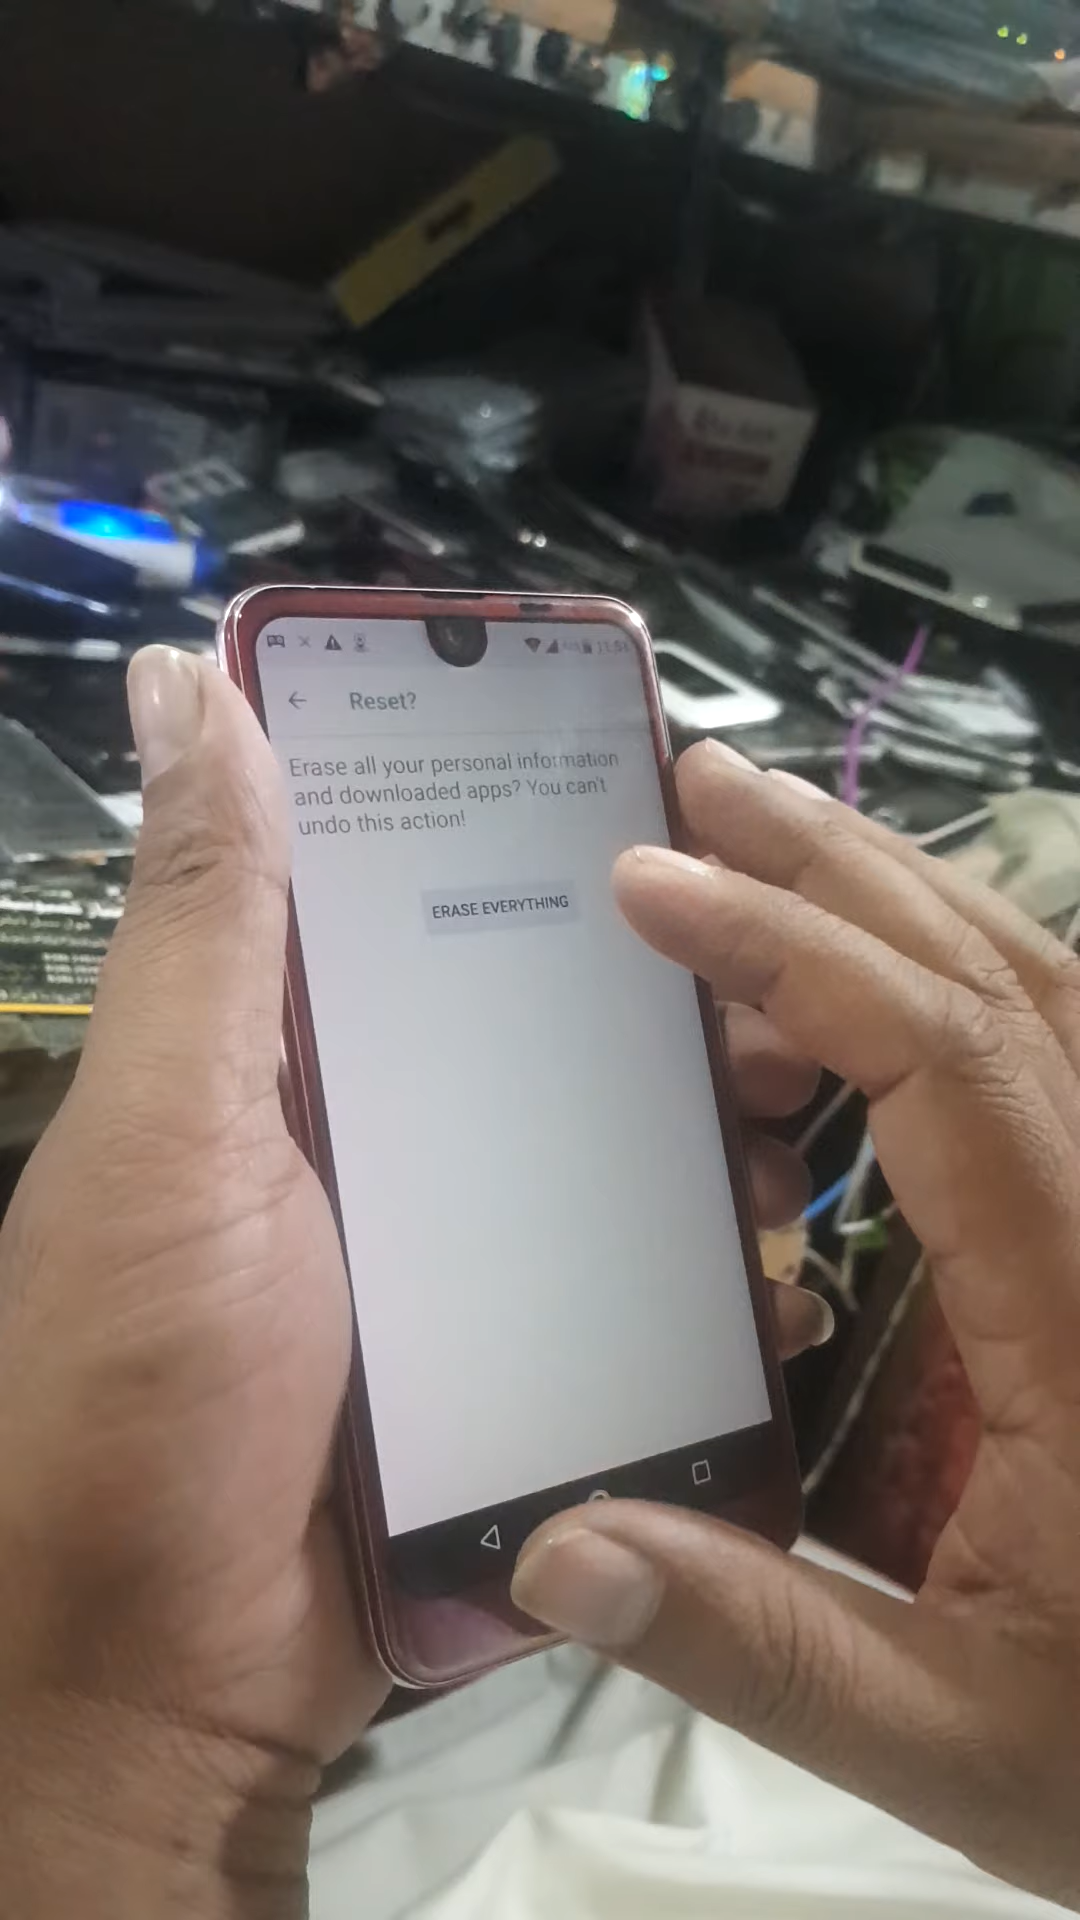 Reset?
Erase all your personal information
and downloaded apps? You can't
undo this action!
ERASE EVERYTHING